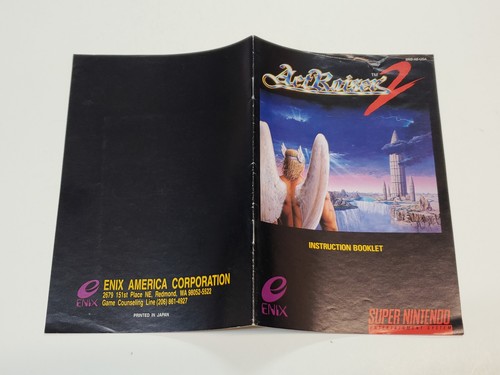 ActRaiser 2
TM
INSTRUCTION BOOKLET
ENIX
SUPER NINTENDO
ENTERTAINMENT SYSTEM
ENIX
ENIX AMERICA CORPORATION
2679 151st Place NE, Redmond, WA 98052-5522
Game Counseling Line (206) 861-4927
PRINTED IN JAPAN